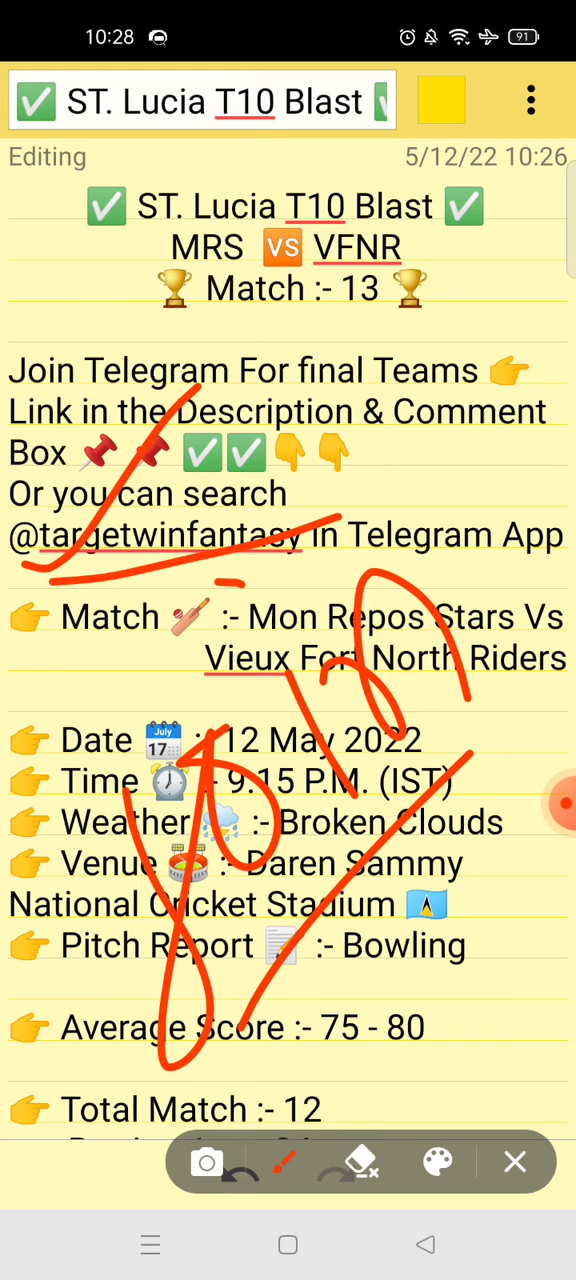 10:28
91
✅ ST. Lucia T10 Blast
Editing
5/12/22 10:26
✅ ST. Lucia T10 Blast ✅
MRS 🆚 VFNR
🏆 Match :- 13 🏆
Join Telegram For final Teams 👉
Link in the Description & Comment
Box 📌 📌 ✅✅👇👇
Or you can search
@targetwinfantasy in Telegram App
👉 Match 🏏 :- Mon Repos Stars Vs
Vieux Fort North Riders
👉 Date 📅 :- 12 May 2022
👉 Time ⏰ :- 9.15 P.M. (IST)
👉 Weather ⛈️ :- Broken Clouds
👉 Venue 🏟️ :- Daren Sammy
National Cricket Stadium 🇱🇨
👉 Pitch Report 📝 :- Bowling
👉 Average Score :- 75 - 80
👉 Total Match :- 12